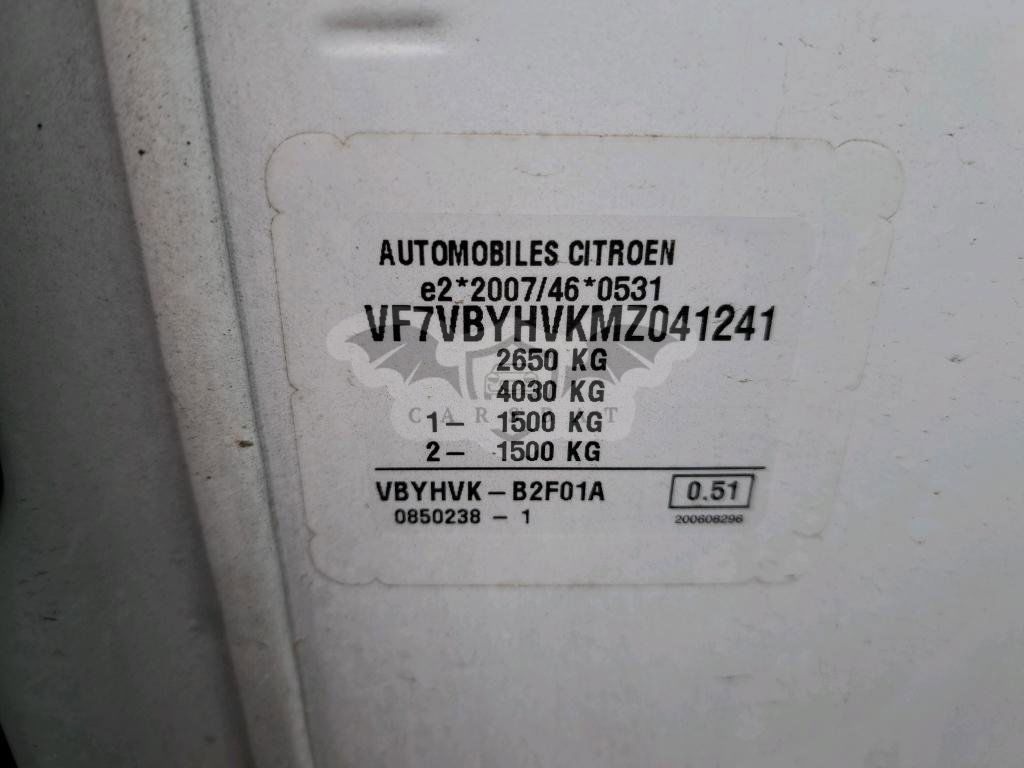 AUTOMOBILES CITROEN
e2*2007/46*0531
VF7VBYHVKMZ041241
2650 KG
4030 KG
CARSBAT
1- 1500 KG
2- 1500 KG
VBYHVK-B2F01A 0.51
0850238 - 1 200608296